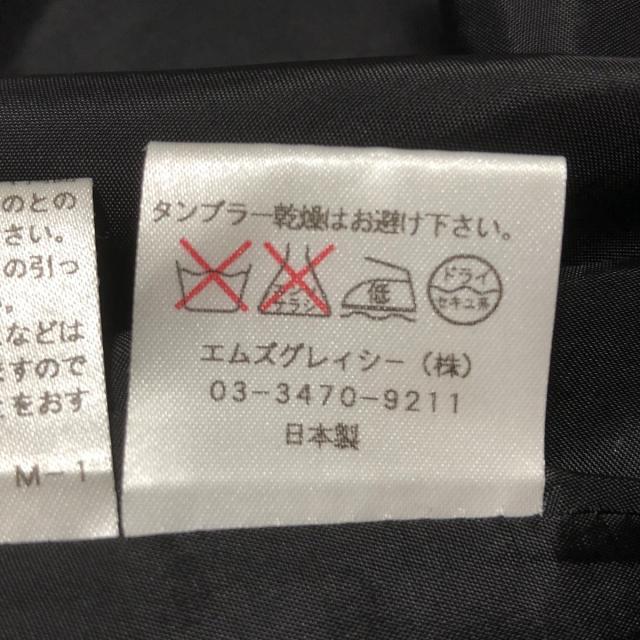 のとの
さい。
の引っ
などは
ますので
をおす
M-1
タンブラー乾燥はお避け下さい。
エンソ
低
ドライ
セキユ系
エムズグレイシー（株）
03-3470-9211
日本製